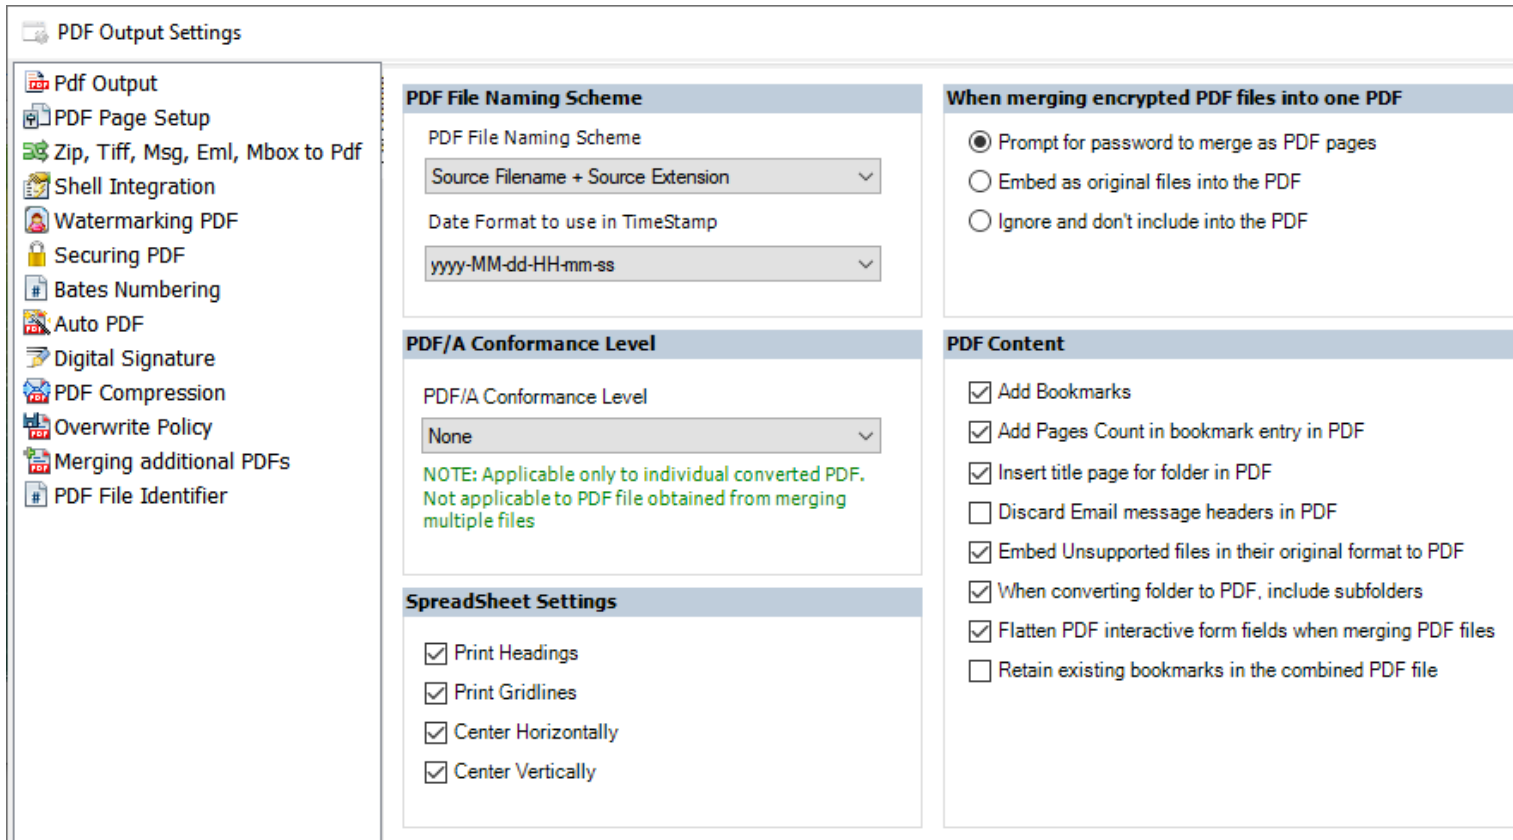 PDF Output Settings
Pdf Output
PDF Page Setup
Zip, Tiff, Msg, Eml, Mbox to Pdf
Shell Integration
Watermarking PDF
Securing PDF
Bates Numbering
Auto PDF
Digital Signature
PDF Compression
Overwrite Policy
Merging additional PDFs
PDF File Identifier
PDF File Naming Scheme
PDF File Naming Scheme
Source Filename + Source Extension
Date Format to use in TimeStamp
yyyy-MM-dd-HH-mm-ss
PDF/A Conformance Level
PDF/A Conformance Level
None
NOTE: Applicable only to individual converted PDF.
Not applicable to PDF file obtained from merging
multiple files
SpreadSheet Settings
Print Headings
Print Gridlines
Center Horizontally
Center Vertically
When merging encrypted PDF files into one PDF
Prompt for password to merge as PDF pages
Embed as original files into the PDF
Ignore and don't include into the PDF
PDF Content
Add Bookmarks
Add Pages Count in bookmark entry in PDF
Insert title page for folder in PDF
Discard Email message headers in PDF
Embed Unsupported files in their original format to PDF
When converting folder to PDF, include subfolders
Flatten PDF interactive form fields when merging PDF files
Retain existing bookmarks in the combined PDF file